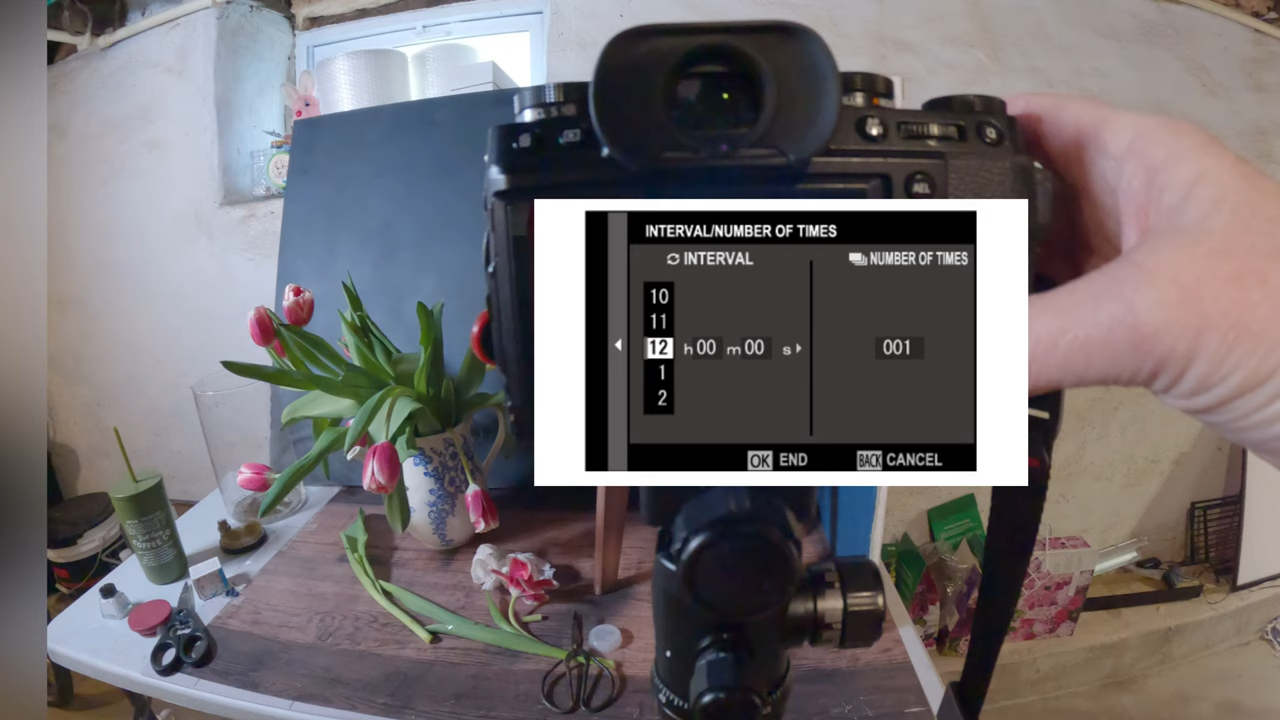 AEL
INTERVAL/NUMBER OF TIMES
INTERVAL NUMBER OF TIMES
10
11
12 h 00 m 00 s 001
1
2
OK END BACK CANCEL